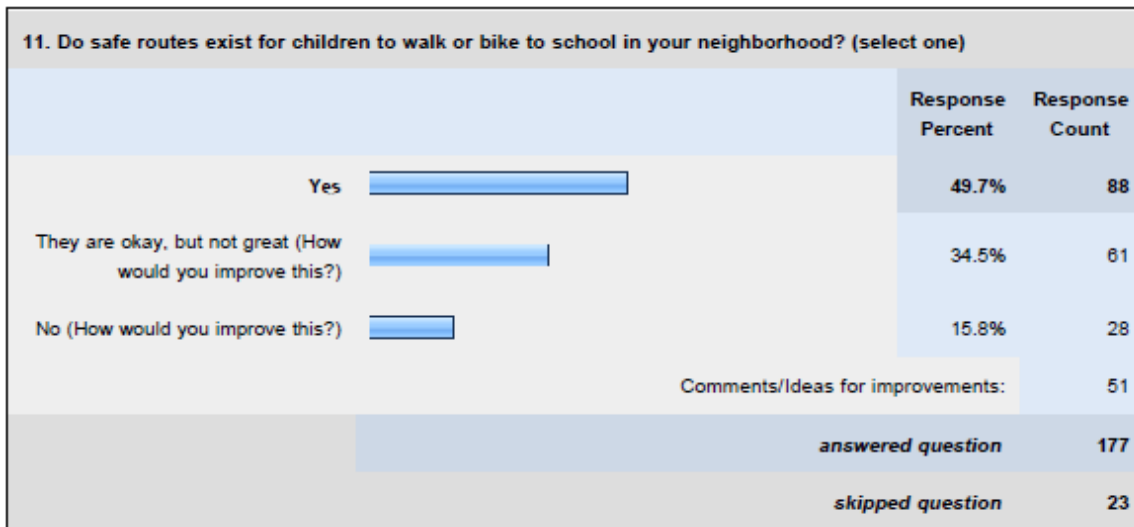 11. Do safe routes exist for children to walk or bike to school in your neighborhood? (select one)
Response Percent Response Count
Yes 49.7% 88
They are okay, but not great (How
would you improve this?) 34.5% 61
No (How would you improve this?) 15.8% 28
Comments/Ideas for improvements: 51
answered question 177
skipped question 23